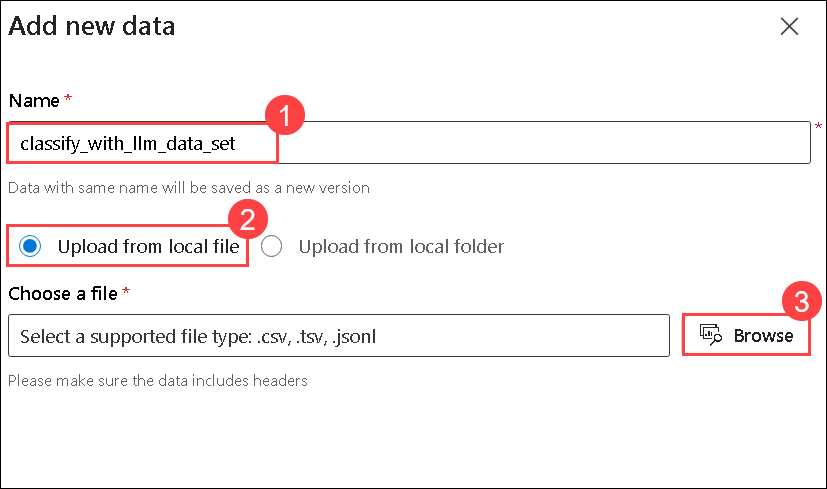 Add new data
Name *
1
classify_with_llm_data_set
*
Data with same name will be saved as a new version
2
Upload from local file
Upload from local folder
Choose a file *
3
Select a supported file type: .csv, .tsv, .jsonl
Browse
Please make sure the data includes headers